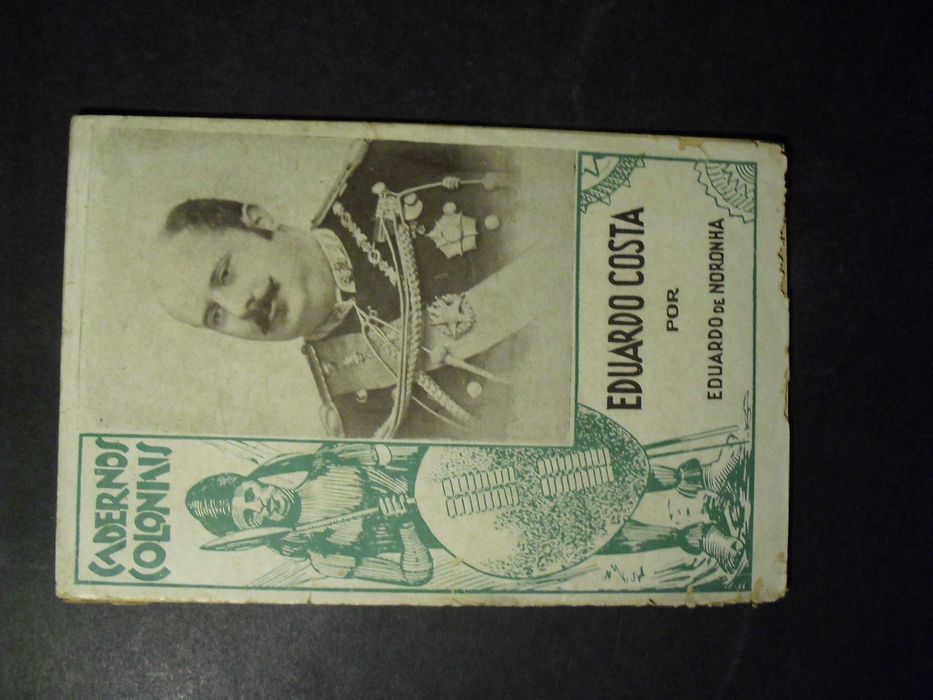 CADERNOS
COLONIAIS
EDUARDO COSTA
POR
EDUARDO DE NORONHA